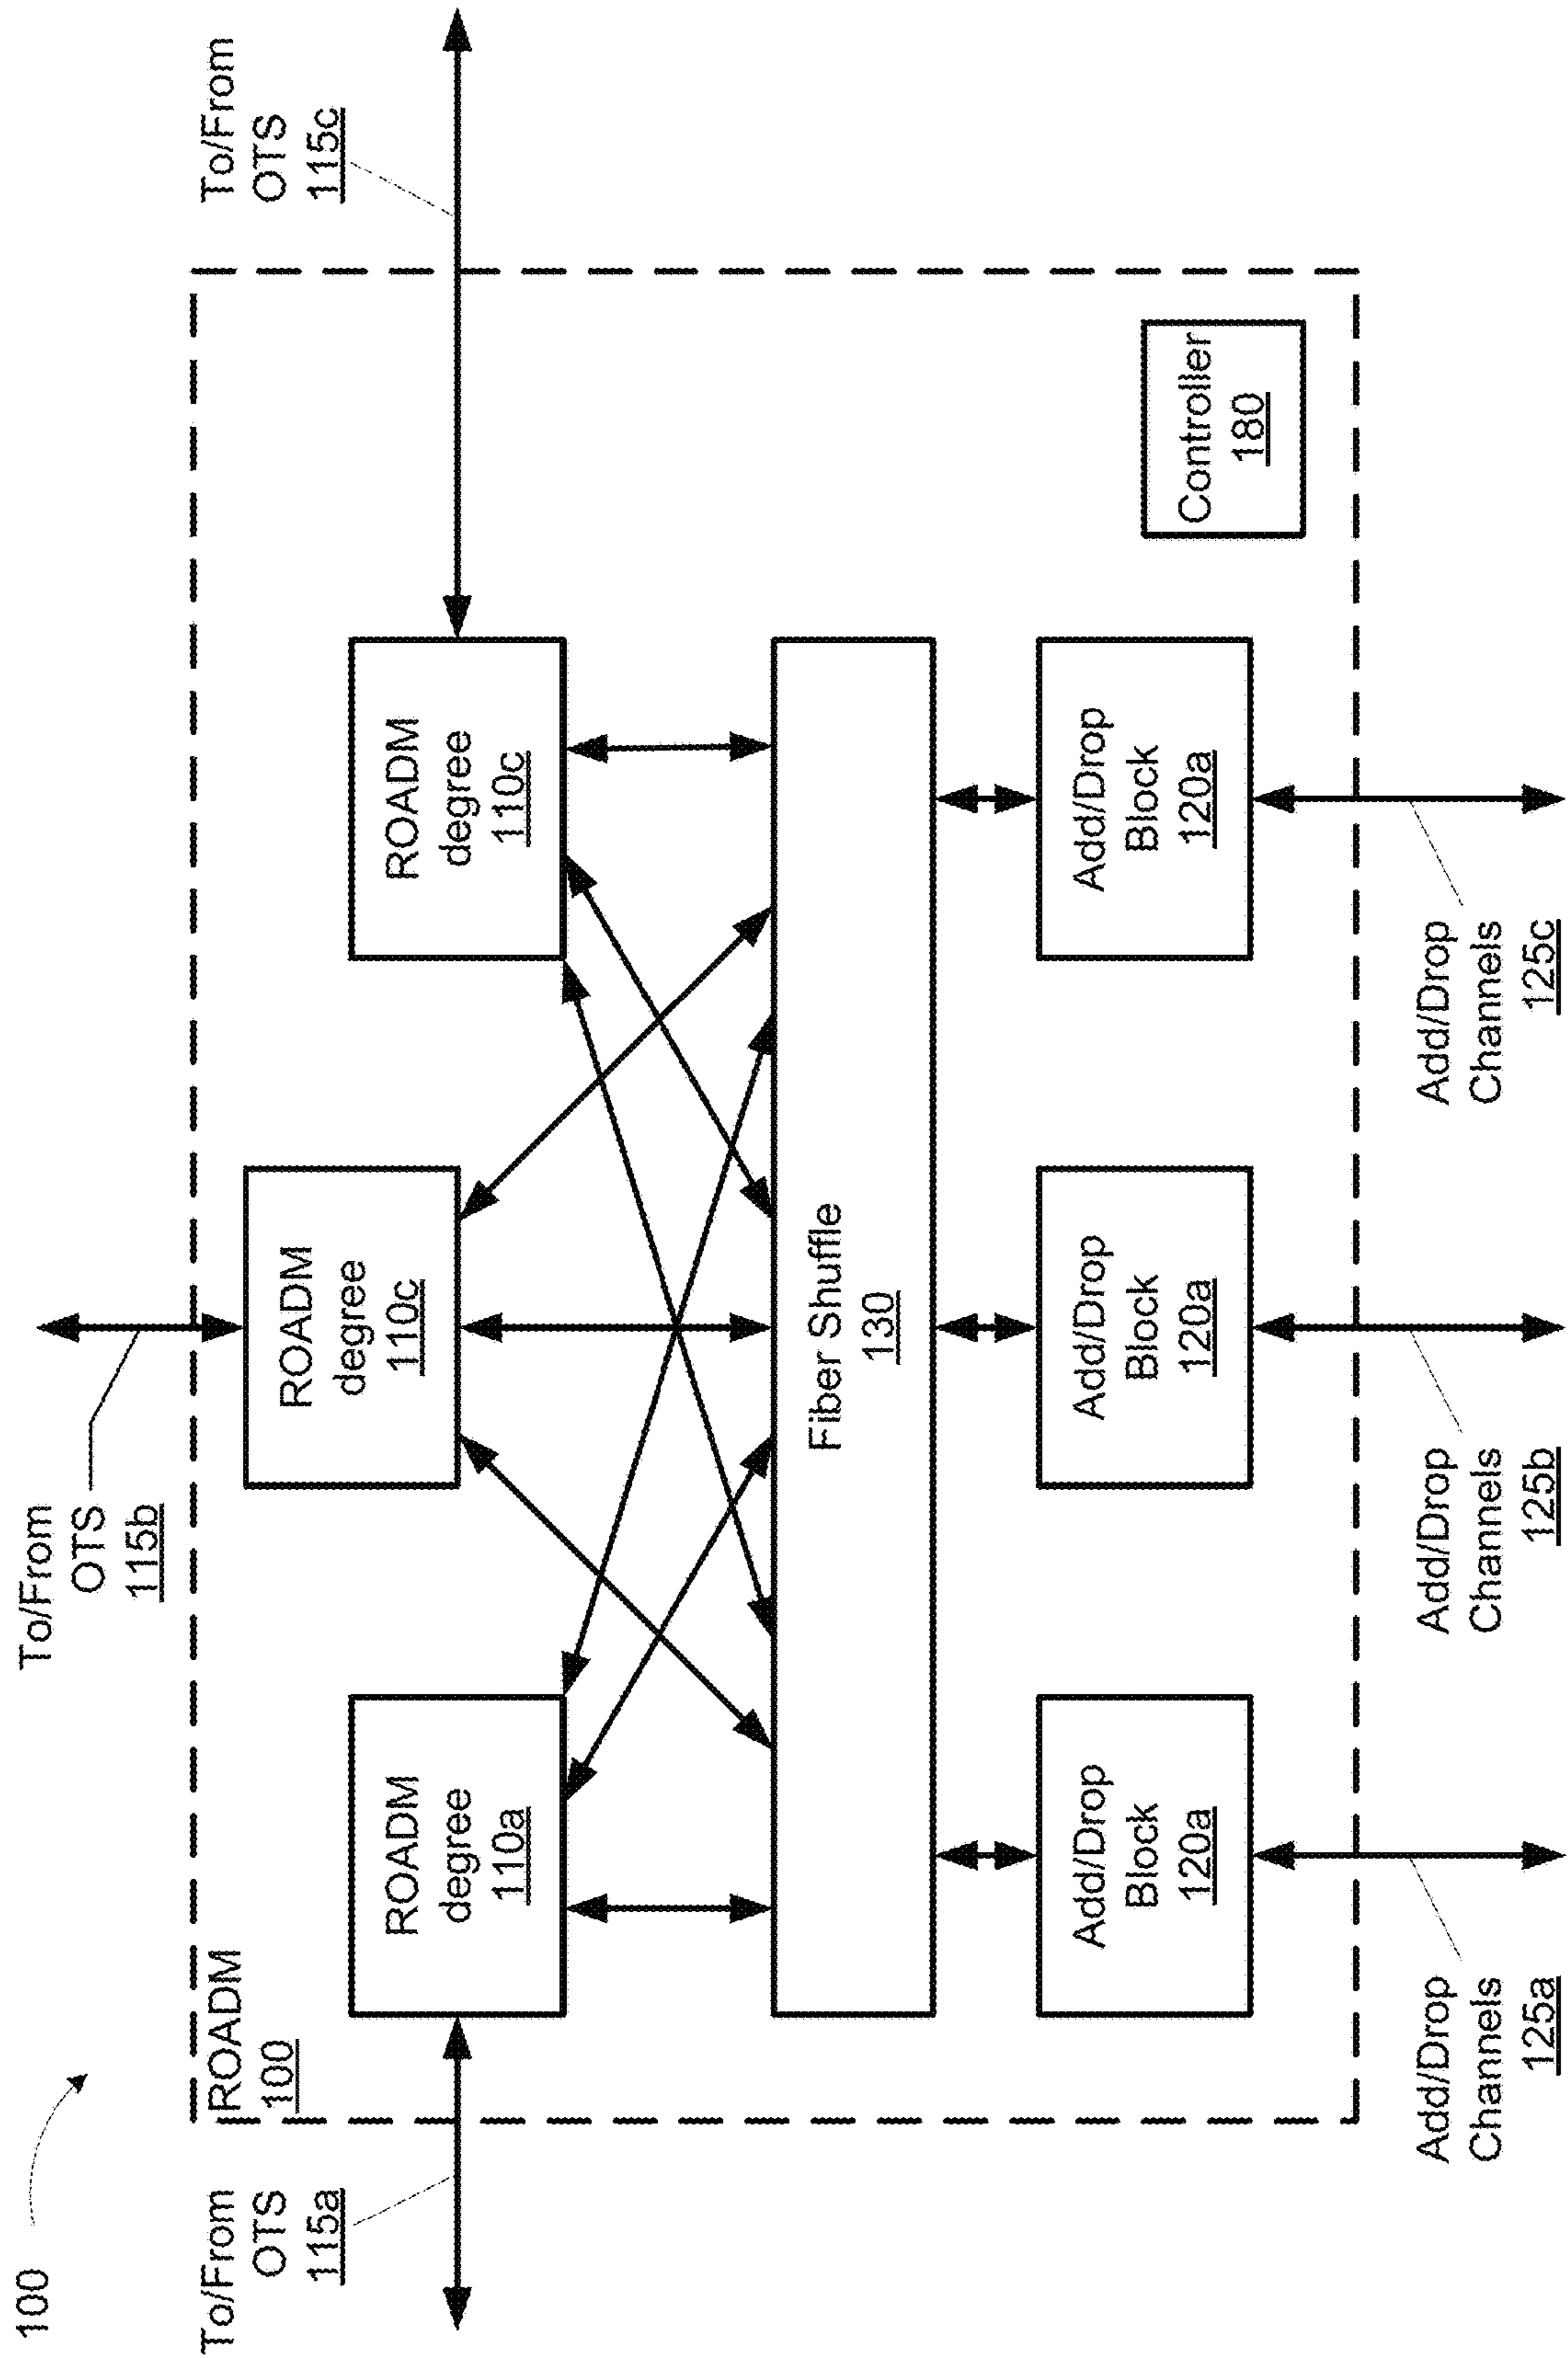 100
To/From
OTS
115b
To/From
OTS
115a
To/From
OTS
115c
ROADM
100
ROADM
degree
110a
ROADM
degree
110c
ROADM
degree
110c
Fiber Shuffle
130
Add/Drop
Block
120a
Add/Drop
Block
120a
Add/Drop
Block
120a
Controller
180
Add/Drop
Channels
125a
Add/Drop
Channels
125b
Add/Drop
Channels
125c